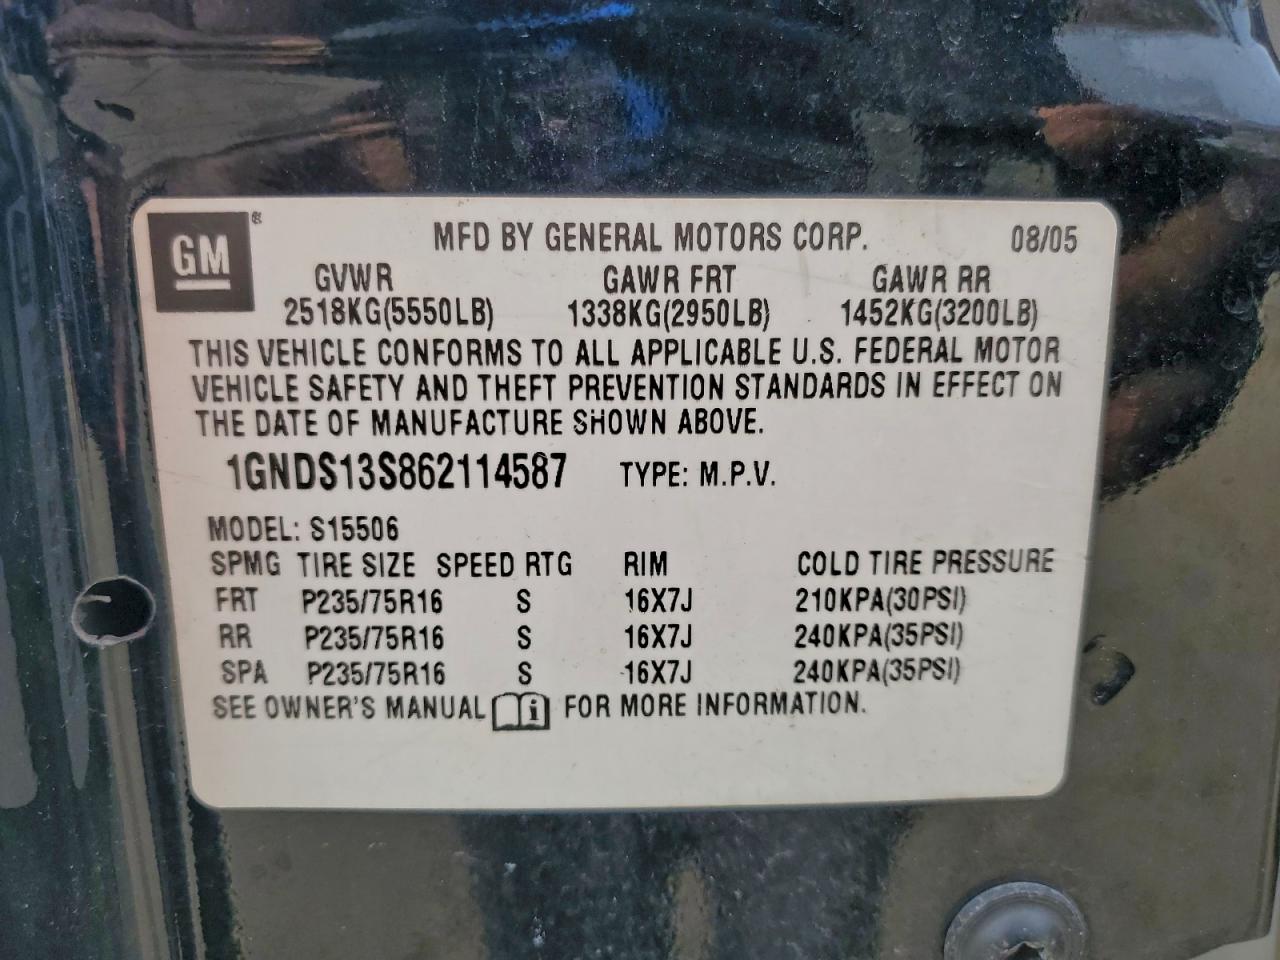 GM ®
MFD BY GENERAL MOTORS CORP. 08/05
GVWR GAWR FRT GAWR RR
2518KG(5550LB) 1338KG(2950LB) 1452KG(3200LB)
THIS VEHICLE CONFORMS TO ALL APPLICABLE U.S. FEDERAL MOTOR
VEHICLE SAFETY AND THEFT PREVENTION STANDARDS IN EFFECT ON
THE DATE OF MANUFACTURE SHOWN ABOVE.
1GNDS13S862114587 TYPE: M.P.V.
MODEL: S15506
SPMG TIRE SIZE SPEED RTG RIM COLD TIRE PRESSURE
FRT P235/75R16 S 16X7J 210KPA(30PSI)
RR P235/75R16 S 16X7J 240KPA(35PSI)
SPA P235/75R16 S 16X7J 240KPA(35PSI)
SEE OWNER'S MANUAL i FOR MORE INFORMATION.